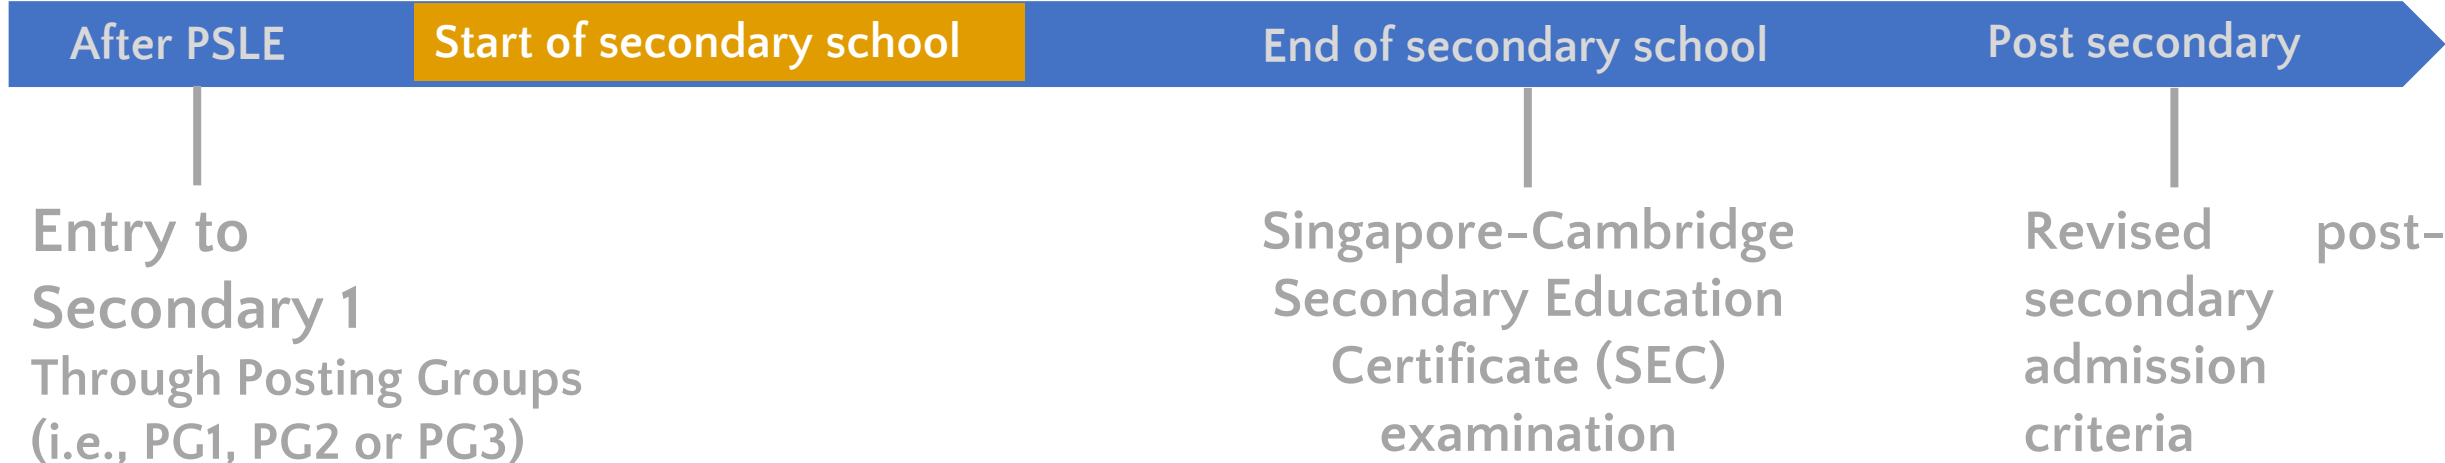 After PSLE
Start of secondary school
End of secondary school
Post secondary
Entry to
Secondary 1
Through Posting Groups
(i.e., PG1, PG2 or PG3)
Singapore-Cambridge
Secondary Education
Certificate (SEC)
examination
Revised post-
secondary
admission
criteria